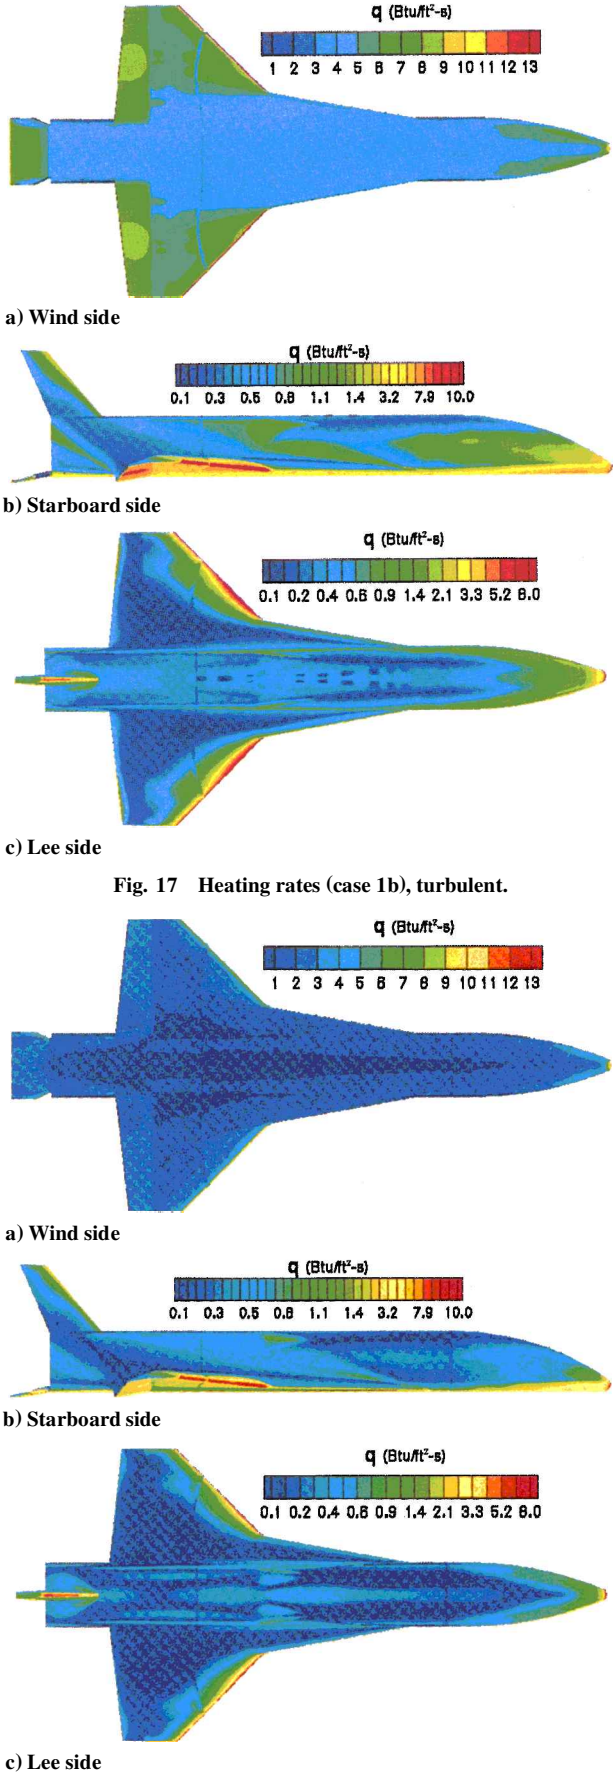 q (Btu/ft²-s)
1 2 3 4 5 6 7 8 9 10 11 12 13
a) Wind side
q (Btu/ft²-s)
0.1 0.3 0.5 0.8 1.1 1.4 3.2 7.9 10.0
b) Starboard side
q (Btu/ft²-s)
0.1 0.2 0.4 0.6 0.9 1.4 2.1 3.3 5.2 8.0
c) Lee side
Fig. 17 Heating rates (case 1b), turbulent.
q (Btu/ft²-s)
1 2 3 4 5 6 7 8 9 10 11 12 13
a) Wind side
q (Btu/ft²-s)
0.1 0.3 0.5 0.8 1.1 1.4 3.2 7.9 10.0
b) Starboard side
q (Btu/ft²-s)
0.1 0.2 0.4 0.6 0.9 1.4 2.1 3.3 5.2 8.0
c) Lee side